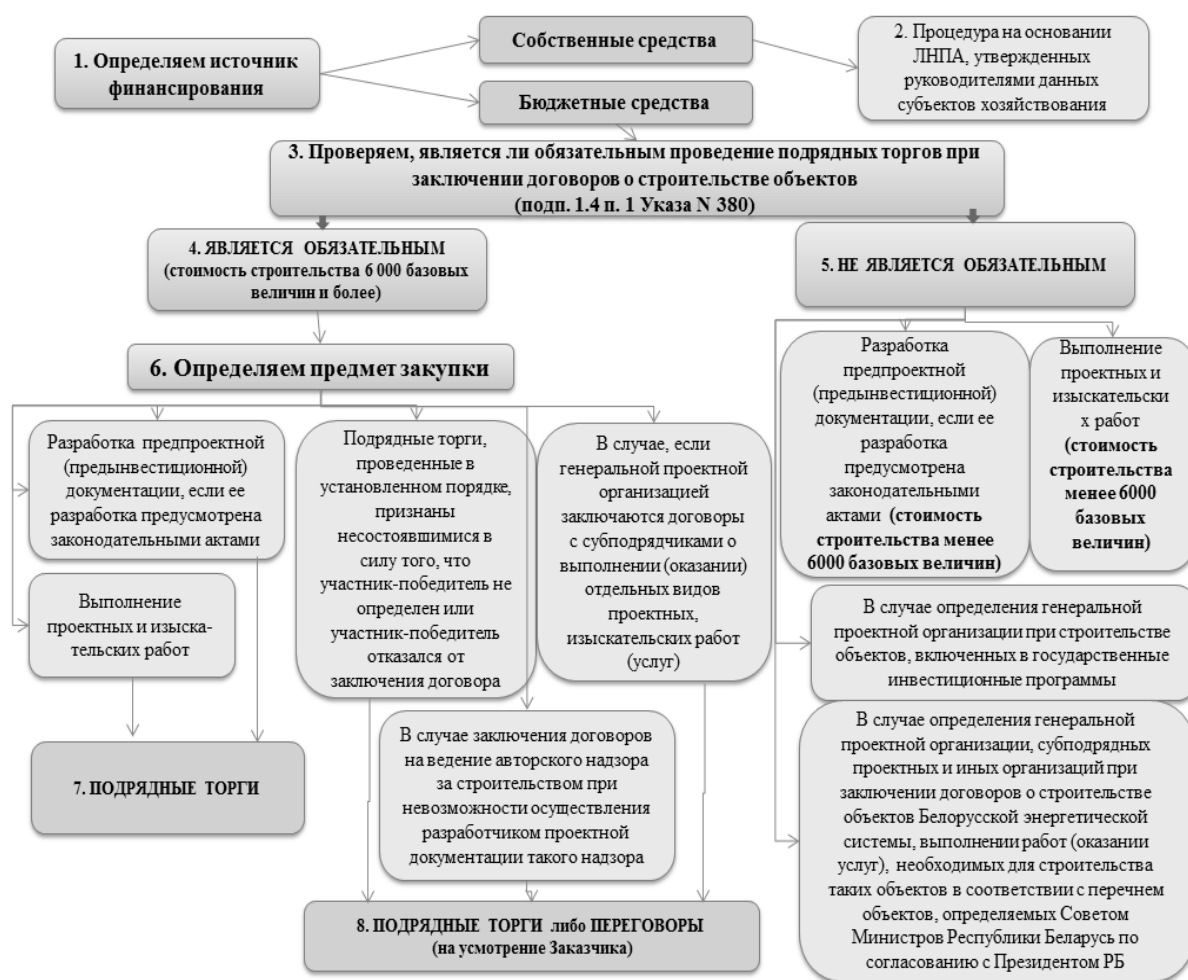 1. Определяем источник
финансирования
Собственные средства
Бюджетные средства
2. Процедура на основании
ЛНПА, утвержденных
руководителями данных
субъектов хозяйствования
3. Проверяем, является ли обязательным проведение подрядных торгов при
заключении договоров о строительстве объектов
(подп. 1.4 п. 1 Указа N 380)
4. ЯВЛЯЕТСЯ ОБЯЗАТЕЛЬНЫМ
(стоимость строительства 6 000 базовых
величин и более)
5. НЕ ЯВЛЯЕТСЯ ОБЯЗАТЕЛЬНЫМ
6. Определяем предмет закупки
Разработка предпроектной
(предынвестиционной)
документации, если ее
разработка предусмотрена
законодательными актами
Выполнение
проектных и изыска-
тельских работ
7. ПОДРЯДНЫЕ ТОРГИ
Подрядные торги,
проведенные в
установленном порядке,
признаны
несостоявшимися в
силу того, что
участник-победитель не
определен или
участник-победитель
отказался от
заключения договора
В случае, если
генеральной проектной
организацией
заключаются договоры
с субподрядчиками о
выполнении (оказании)
отдельных видов
проектных,
изыскательских работ
(услуг)
В случае заключения договоров
на ведение авторского надзора
за строительством при
невозможности осуществления
разработчиком проектной
документации такого надзора
8. ПОДРЯДНЫЕ ТОРГИ либо ПЕРЕГОВОРЫ
(на усмотрение Заказчика)
Разработка
предпроектной
(предынвестиционной)
документации, если ее
разработка
предусмотрена
законодательными
актами (стоимость
строительства менее
6000 базовых величин)
Выполнение
проектных и
изыскательски
х работ
(стоимость
строительства
менее 6000
базовых
величин)
В случае определения генеральной
проектной организации при строительстве
объектов, включенных в государственные
инвестиционные программы
В случае определения генеральной
проектной организации, субподрядных
проектных и иных организаций при
заключении договоров о строительстве
объектов Белорусской энергетической
системы, выполнении работ (оказании
услуг), необходимых для строительства
таких объектов в соответствии с перечнем
объектов, определяемых Советом
Министров Республики Беларусь по
согласованию с Президентом РБ